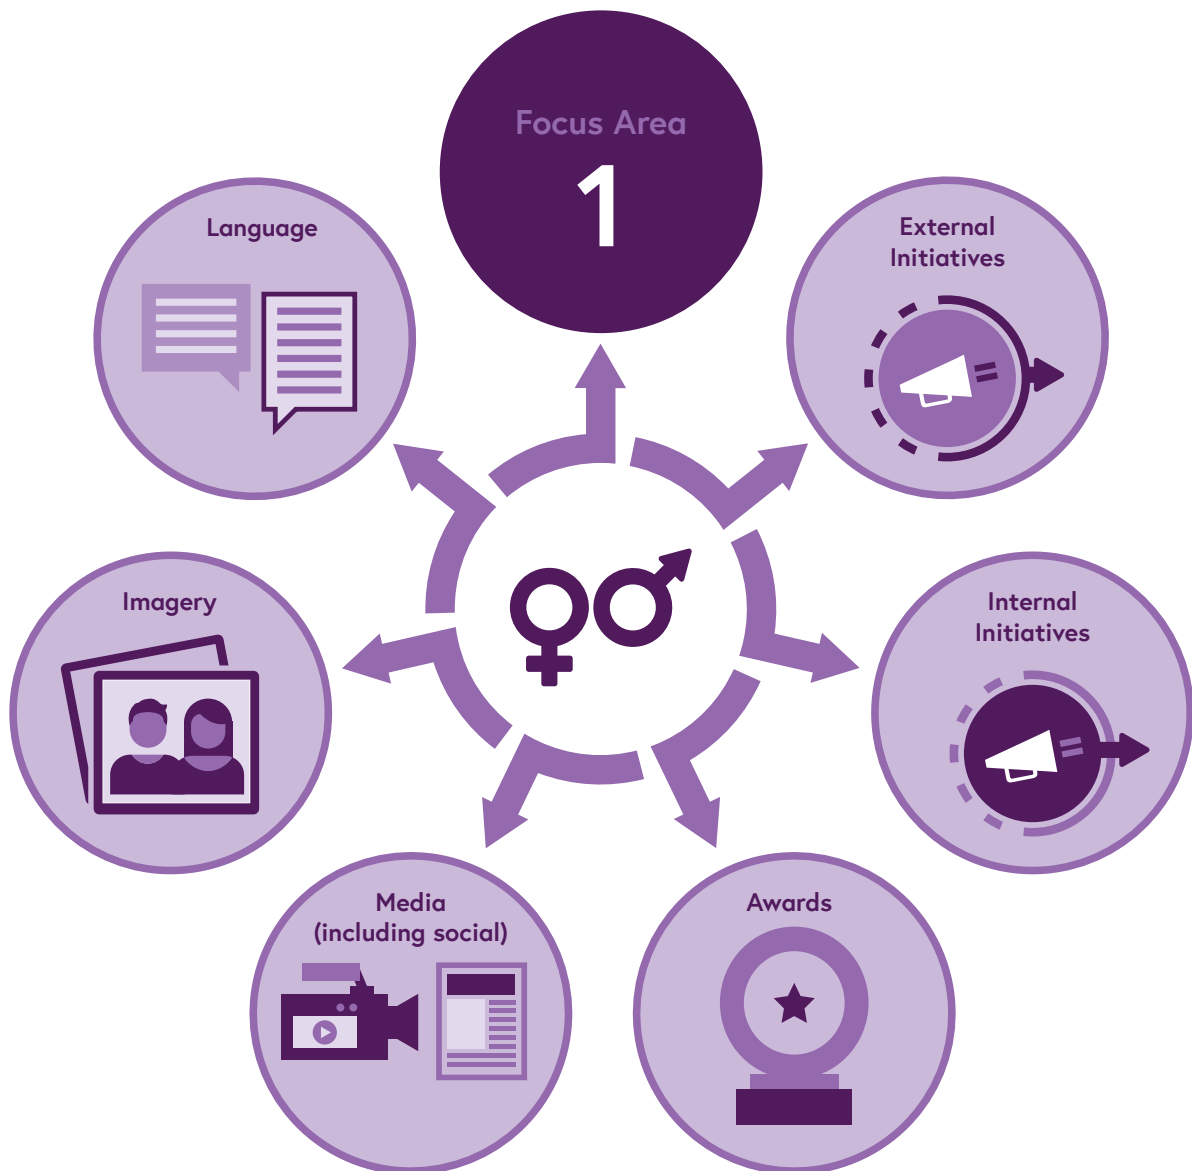 Focus Area
1
Language
External
Initiatives
Imagery
Internal
Initiatives
Media
(including social)
Awards